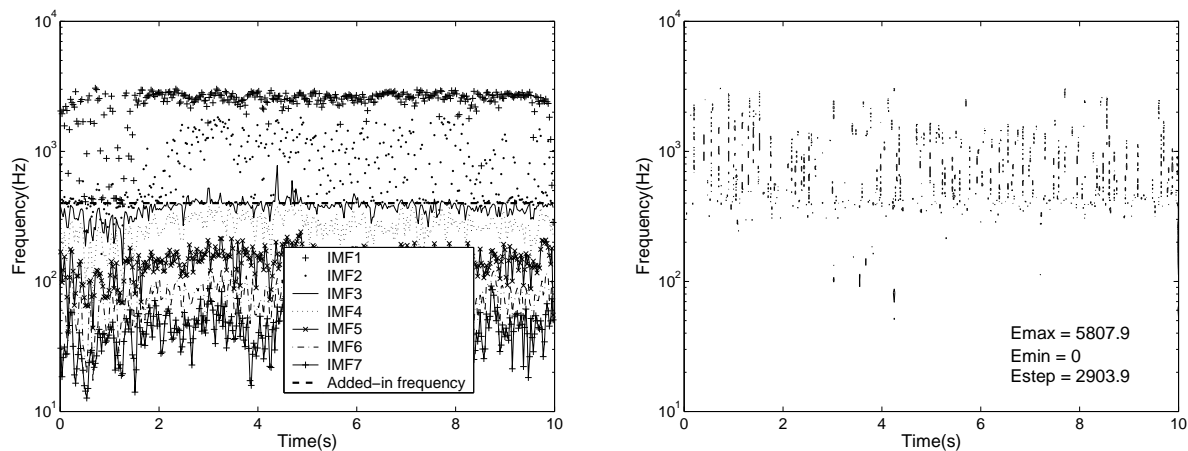 10^4
10^3
10^2
10^1
Frequency(Hz)
0 2 4 6 8 10
Time(s)
IMF1
IMF2
IMF3
IMF4
IMF5
IMF6
IMF7
Added−in frequency
10^4
10^3
10^2
10^1
Frequency(Hz)
0 2 4 6 8 10
Time(s)
Emax = 5807.9
Emin = 0
Estep = 2903.9